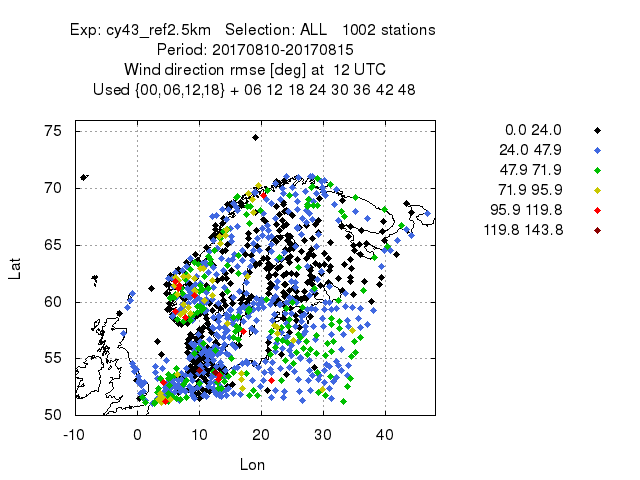 Exp: cy43_ref2.5km   Selection: ALL   1002 stations
Period: 20170810-20170815
Wind direction rmse [deg] at  12 UTC
Used {00,06,12,18} + 06 12 18 24 30 36 42 48
0.0 24.0
24.0 47.9
47.9 71.9
71.9 95.9
95.9 119.8
119.8 143.8
75
70
65
60
55
50
Lat
-10 0 10 20 30 40
Lon